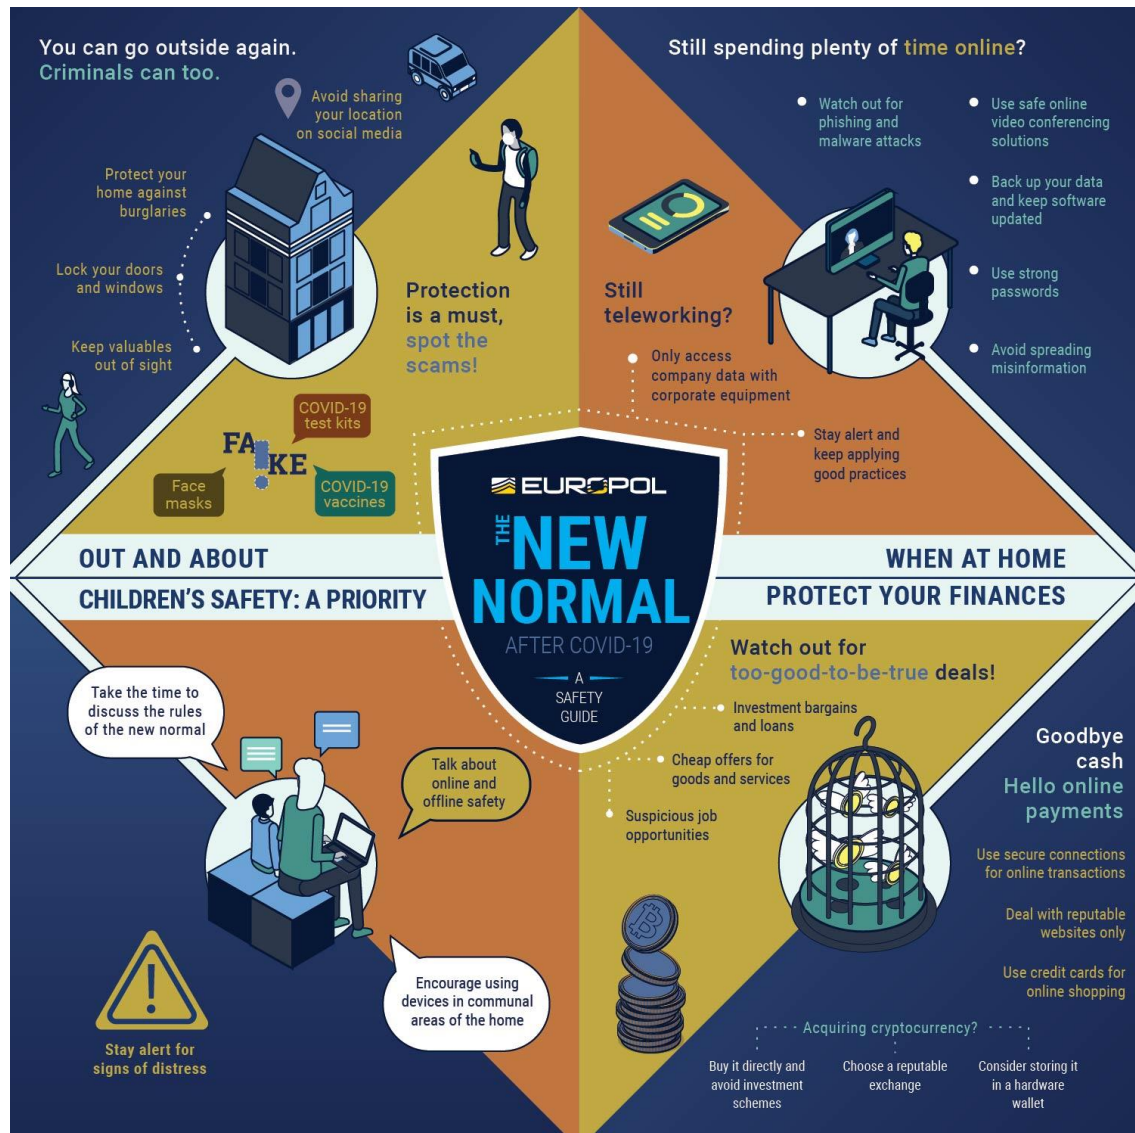 You can go outside again.
Criminals can too.
Avoid sharing
your location
on social media
Protect your
home against
burglaries
Lock your doors
and windows
Keep valuables
out of sight
Protection
is a must,
spot the
scams!
COVID-19
test kits
FA
KE
Face
masks
COVID-19
vaccines
OUT AND ABOUT
Still spending plenty of time online?
Watch out for
phishing and
malware attacks
Use safe online
video conferencing
solutions
Back up your data
and keep software
updated
Use strong
passwords
Avoid spreading
misinformation
Still
teleworking?
Only access
company data with
corporate equipment
Stay alert and
keep applying
good practices
WHEN AT HOME
EUROPOL
THE
NEW
NORMAL
AFTER COVID-19
A
SAFETY
GUIDE
CHILDREN'S SAFETY: A PRIORITY
Take the time to
discuss the rules
of the new normal
Talk about
online and
offline safety
Encourage using
devices in communal
areas of the home
Stay alert for
signs of distress
PROTECT YOUR FINANCES
Watch out for
too-good-to-be-true deals!
Investment bargains
and loans
Cheap offers for
goods and services
Suspicious job
opportunities
Goodbye
cash
Hello online
payments
Use secure connections
for online transactions
Deal with reputable
websites only
Use credit cards for
online shopping
Acquiring cryptocurrency?
Buy it directly and
avoid investment
schemes
Choose a reputable
exchange
Consider storing it
in a hardware
wallet